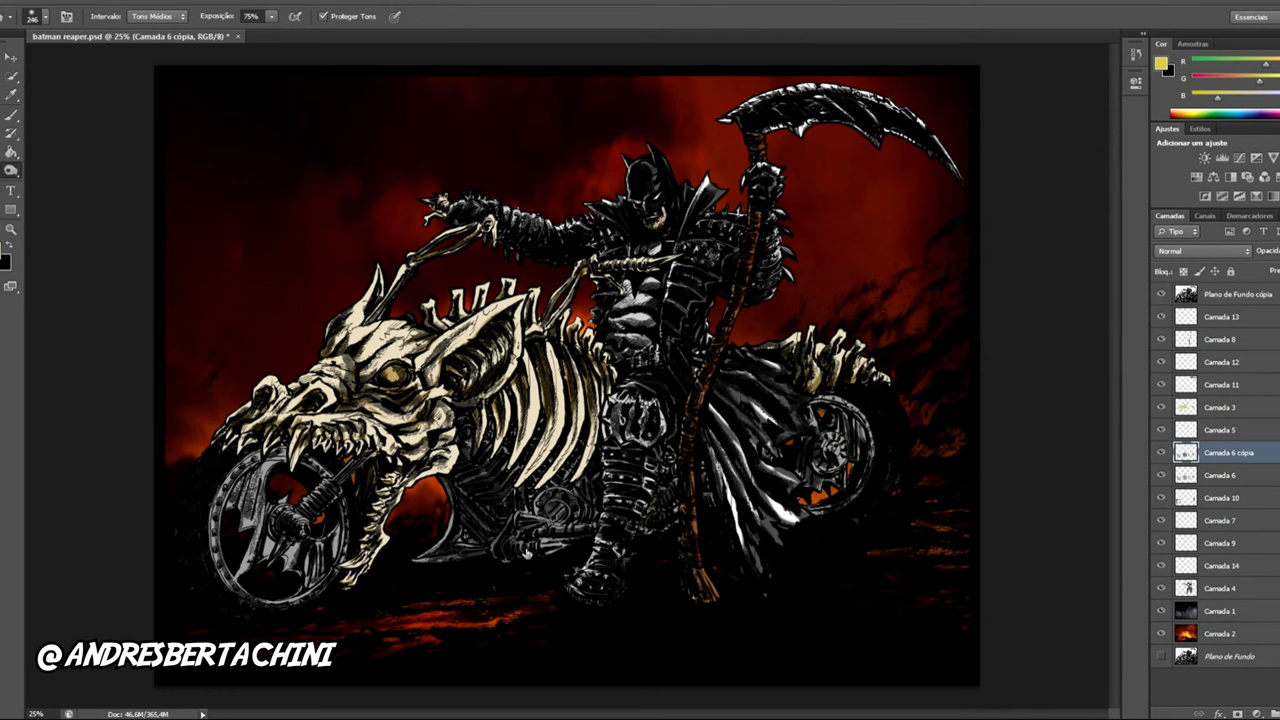 246 Intervalo: Tons Médios Exposição: 75% Proteger Tons Essenciais
batman reaper.psd @ 25% (Camada 6 cópia, RGB/8) * ×
Cor Amostras
R
G
B
Ajustes Estilos
Adicionar um ajuste
Camadas Canais Demarcadores
Tipo
Normal Opacida
Bloq.: Pre
Plano de Fundo cópia
Camada 13
Camada 8
Camada 12
Camada 11
Camada 3
Camada 5
Camada 6 cópia
Camada 6
Camada 10
Camada 7
Camada 9
Camada 14
Camada 4
Camada 1
Camada 2
Plano de Fundo
@ANDRESBERTACHINI
25% Doc: 46,6M/365,4M